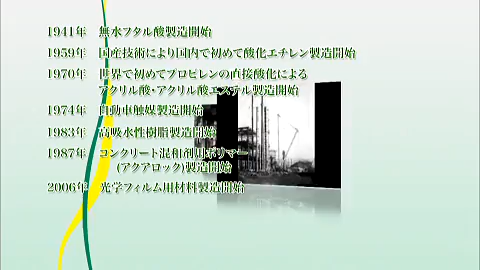 1941年 無水フタル酸製造開始
1959年 国産技術により国内で初めて酸化エチレン製造開始
1970年 世界で初めてプロピレンの直接酸化による
アクリル酸・アクリル酸エステル製造開始
1974年 自動車触媒製造開始
1983年 高吸水性樹脂製造開始
1987年 コンクリート混和剤用ポリマー
(アクアロック)製造開始
2006年 光学フィルム用材料製造開始